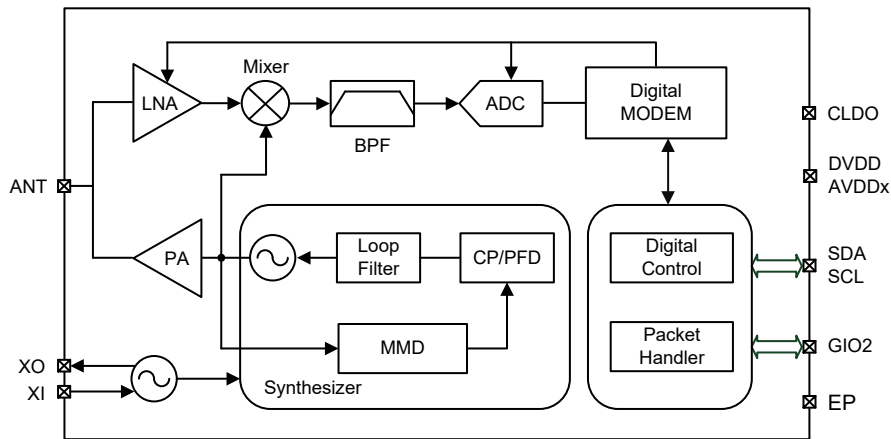 Mixer
LNA
BPF
ADC
Digital
MODEM
CLDO
DVDD
AVDDx
ANT
PA
Loop
Filter
CP/PFD
Digital
Control
SDA
SCL
MMD
Packet
Handler
GIO2
XO
XI
Synthesizer
EP